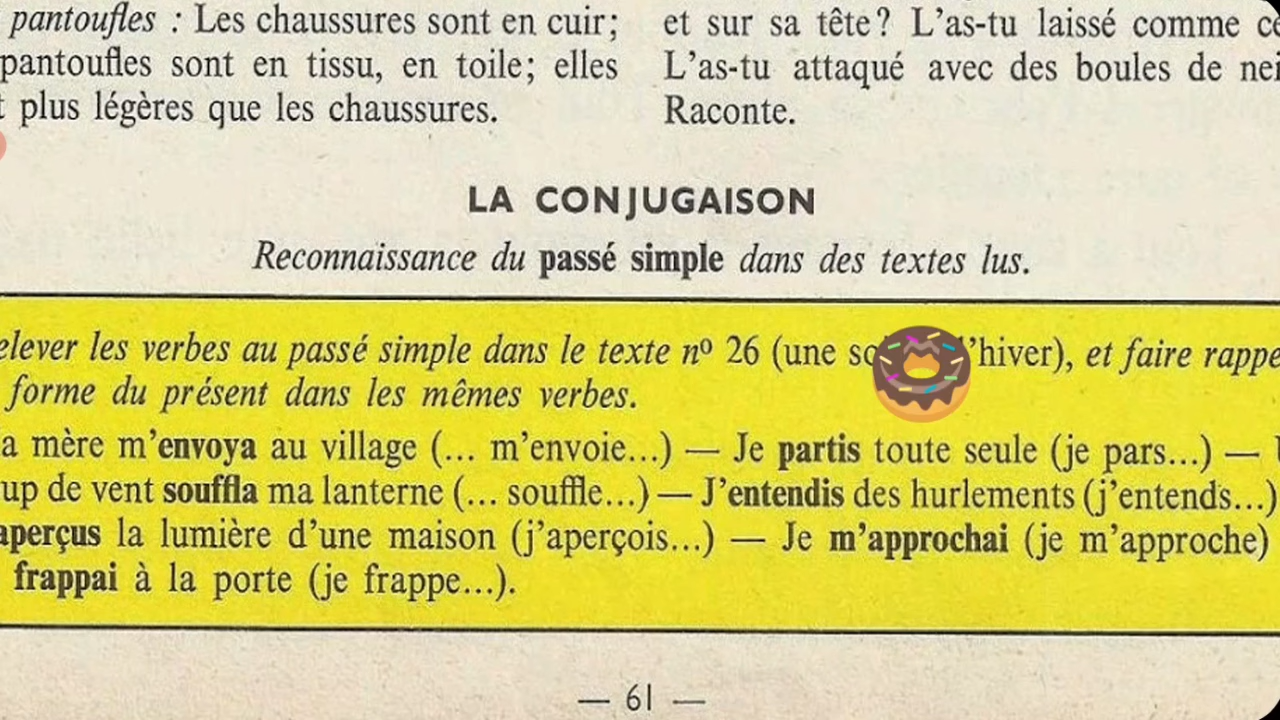 pantoufles : Les chaussures sont en cuir;
pantoufles sont en tissu, en toile; elles
plus légères que les chaussures.
et sur sa tête? L'as-tu laissé comme
L'as-tu attaqué avec des boules de
Raconte.
LA CONJUGAISON
Reconnaissance du passé simple dans des textes lus.
les verbes au passé simple dans le texte nº 26 (une l'hiver), et faire
forme du présent dans les mêmes verbes.
mère m'envoya au village (... m'envoie...) — Je partis toute seule (je pars...) —
de vent souffla ma lanterne (... souffle...) — J'entendis des hurlements (j'entends...)
aperçus la lumière d'une maison (j'aperçois...) — Je m'approchai (je m'approche)
frappai à la porte (je frappe...).
— 61 —